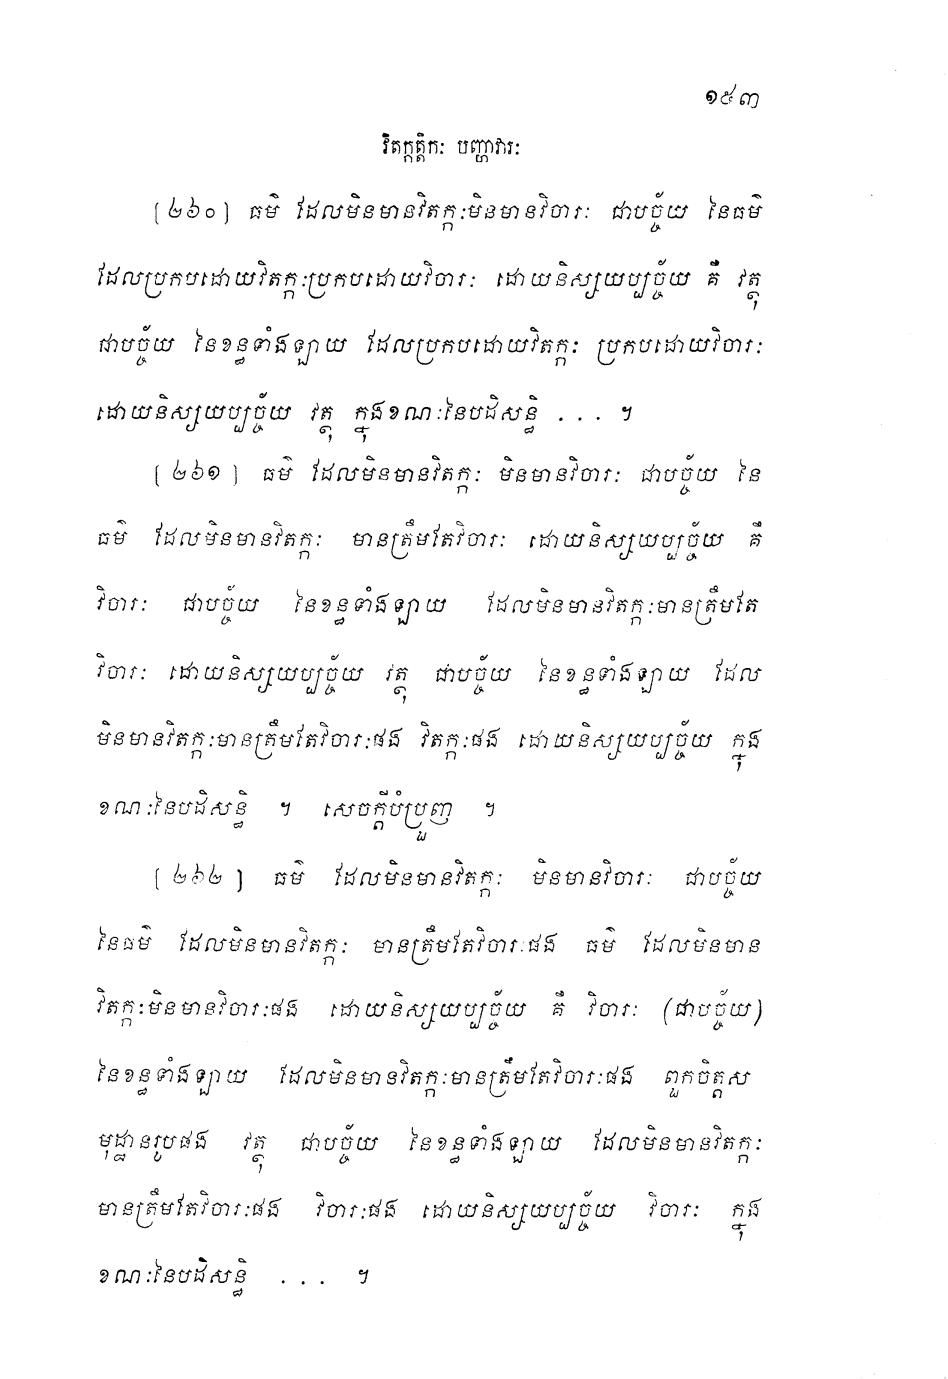 ១៥៣
វិតក្កត្តិកៈ បញ្ហាវារៈ
[២៦០] ធម៌ ដែលមិនមានវិតក្កៈមិនមានវិចារៈ ជាបច្ច័យ នៃធម៌
ដែលប្រកបដោយវិតក្កៈប្រកបដោយវិចារៈ ដោយនិស្សយប្បច្ច័យ គឺ វត្ថុ
ជាបច្ច័យ នៃខន្ធទាំងឡាយ ដែលប្រកបដោយវិតក្កៈ ប្រកបដោយវិចារៈ
ដោយនិស្សយប្បច្ច័យ វត្ថុ ក្នុងខណៈនៃបដិសន្ធិ . . . ។
[២៦១] ធម៌ ដែលមិនមានវិតក្កៈ មិនមានវិចារៈ ជាបច្ច័យ នៃ
ធម៌ ដែលមិនមានវិតក្កៈ មានត្រឹមតែវិចារៈ ដោយនិស្សយប្បច្ច័យ គឺ
វិចារៈ ជាបច្ច័យ នៃខន្ធទាំងឡាយ ដែលមិនមានវិតក្កៈមានត្រឹមតែ
វិចារៈ ដោយនិស្សយប្បច្ច័យ វត្ថុ ជាបច្ច័យ នៃខន្ធទាំងឡាយ ដែល
មិនមានវិតក្កៈមានត្រឹមតែវិចារៈផង វិតក្កៈផង ដោយនិស្សយប្បច្ច័យ ក្នុង
ខណៈនៃបដិសន្ធិ ។ សេចក្តីបំប្រួញ ។
[២៦២] ធម៌ ដែលមិនមានវិតក្កៈ មិនមានវិចារៈ ជាបច្ច័យ
នៃធម៌ ដែលមិនមានវិតក្កៈ មានត្រឹមតែវិចារៈផង ធម៌ ដែលមិនមាន
វិតក្កៈមិនមានវិចារៈផង ដោយនិស្សយប្បច្ច័យ គឺ វិចារៈ (ជាបច្ច័យ)
នៃខន្ធទាំងឡាយ ដែលមិនមានវិតក្កៈមានត្រឹមតែវិចារៈផង ពួកចិត្តស
មុដ្ឋានរូបផង វត្ថុ ជាបច្ច័យ នៃខន្ធទាំងឡាយ ដែលមិនមានវិតក្កៈ
មានត្រឹមតែវិចារៈផង វិចារៈផង ដោយនិស្សយប្បច្ច័យ វិចារៈ ក្នុង
ខណៈនៃបដិសន្ធិ . . . ។